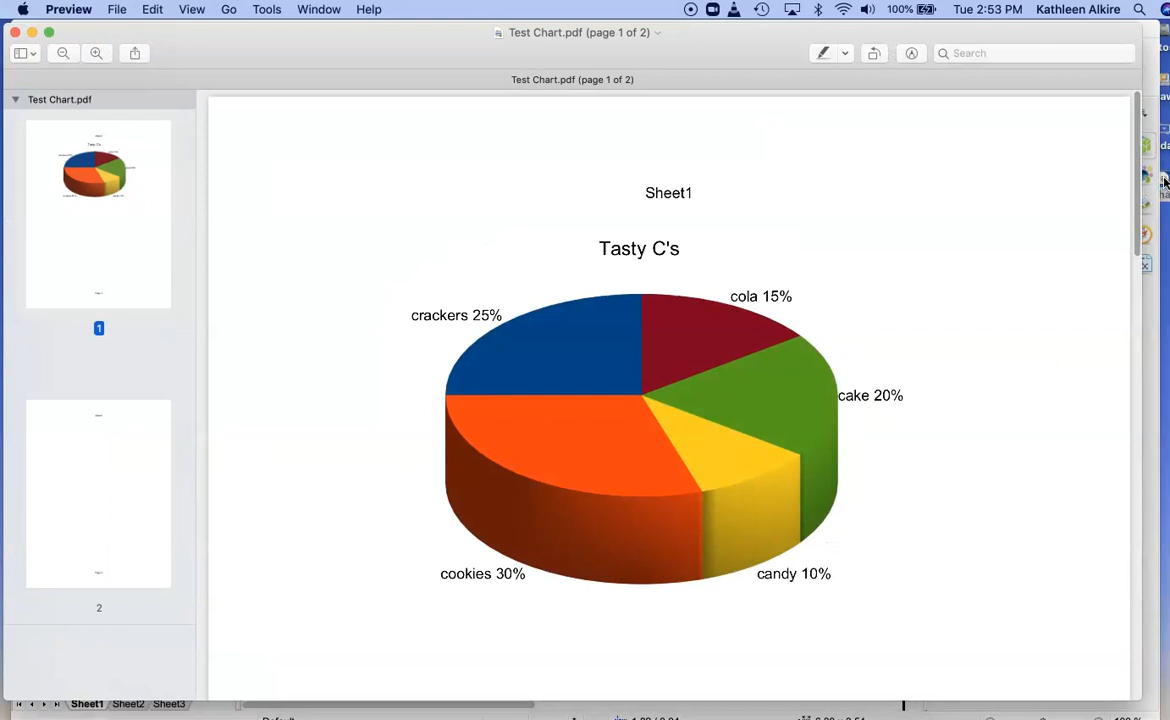 Preview File Edit View Go Tools Window Help 100% Tue 2:53 PM Kathleen Alkire
Test Chart.pdf (page 1 of 2)
Search
Test Chart.pdf (page 1 of 2)
Test Chart.pdf
1
2
Sheet1
Tasty C's
cola 15%
crackers 25%
cake 20%
cookies 30%
candy 10%
Sheet1 Sheet2 Sheet3